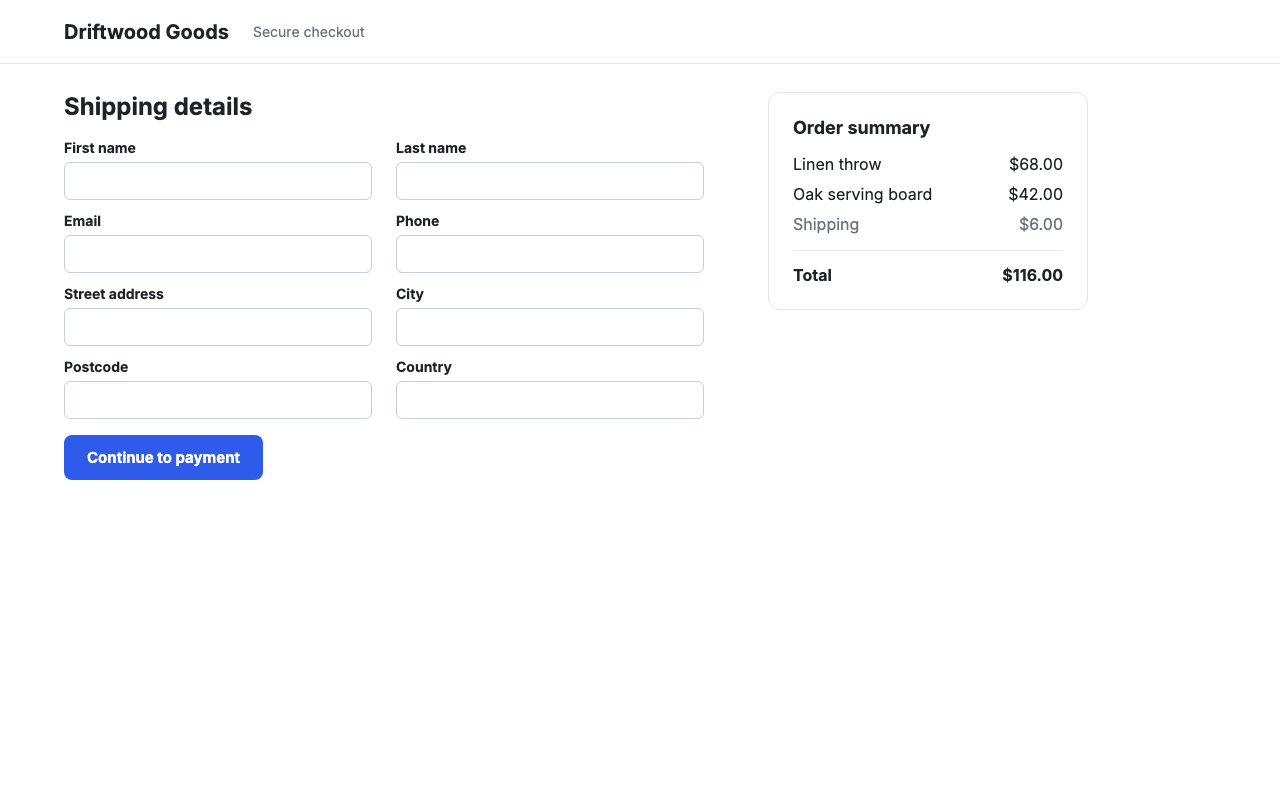 Driftwood Goods Secure checkout
Shipping details
First name Last name
Email Phone
Street address City
Postcode Country
Continue to payment
Order summary
Linen throw $68.00
Oak serving board $42.00
Shipping $6.00
Total $116.00